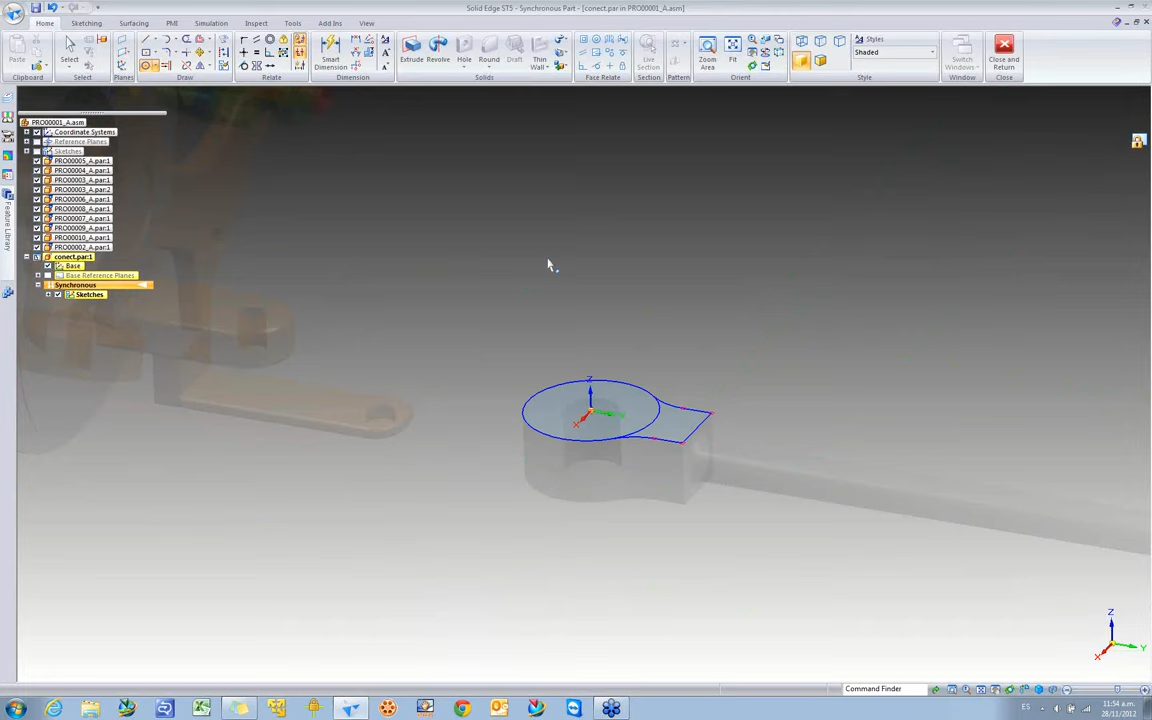 Solid Edge ST5 - Synchronous Part - [conect.par in PRO00001_A.asm]
Home Sketching Surfacing PMI Simulation Inspect Tools Add Ins View
Paste Select Smart Dimension Extrude Revolve Hole Round Draft Thin Wall Live Section Zoom Area Fit Styles Shaded Switch Windows Close and Return
Clipboard Select Planes Draw Relate Dimension Solids Face Relate Section Pattern Orient Style Window Close
PRO00001_A.asm
Coordinate Systems
Reference Planes
Sketches
PRO00005_A.par:1
PRO00004_A.par:1
PRO00003_A.par:1
PRO00003_A.par:2
PRO00006_A.par:1
PRO00008_A.par:1
PRO00007_A.par:1
PRO00009_A.par:1
PRO00010_A.par:1
PRO00002_A.par:1
conect.par:1
Base
Base Reference Planes
Synchronous
Sketches
Feature Library
Z
X
Z
X
Y
Command Finder
ES
11:54 a.m.
28/11/2012